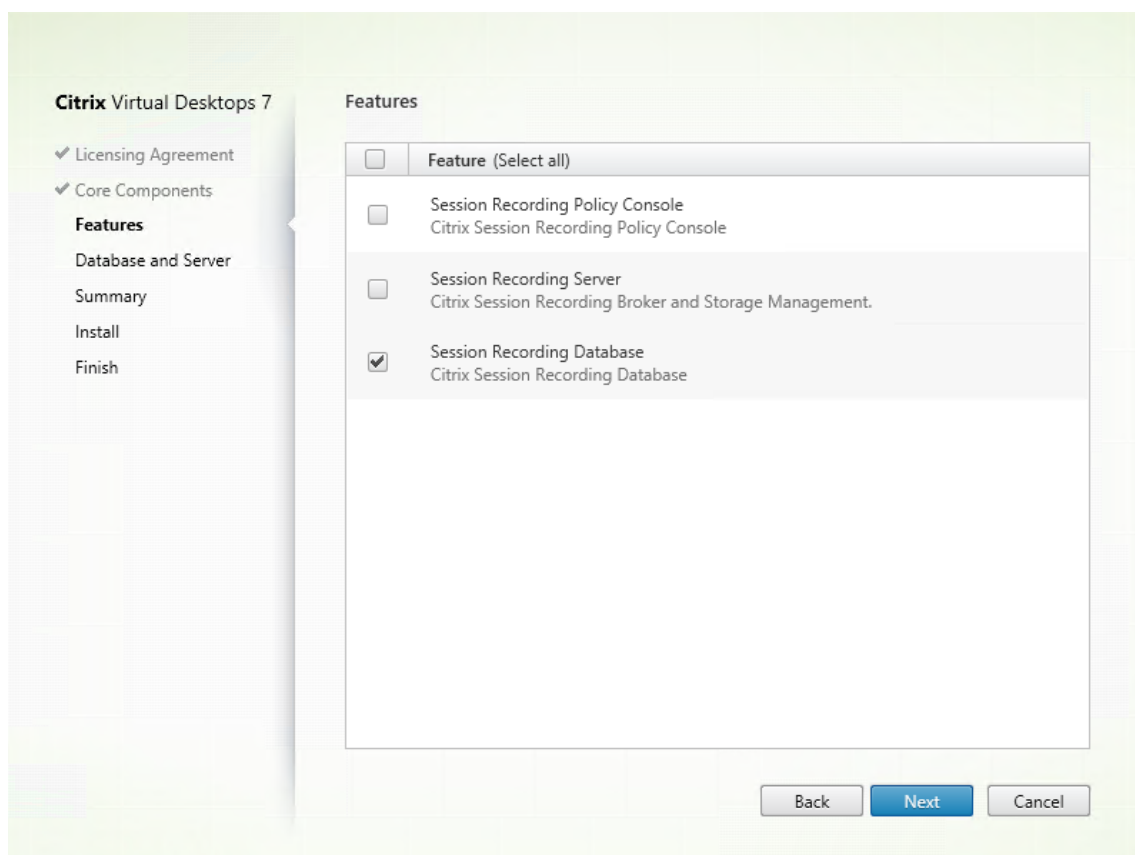 Citrix Virtual Desktops 7
Licensing Agreement
Core Components
Features
Database and Server
Summary
Install
Finish
Features
Feature (Select all)
Session Recording Policy Console
Citrix Session Recording Policy Console
Session Recording Server
Citrix Session Recording Broker and Storage Management.
Session Recording Database
Citrix Session Recording Database
Back Next Cancel